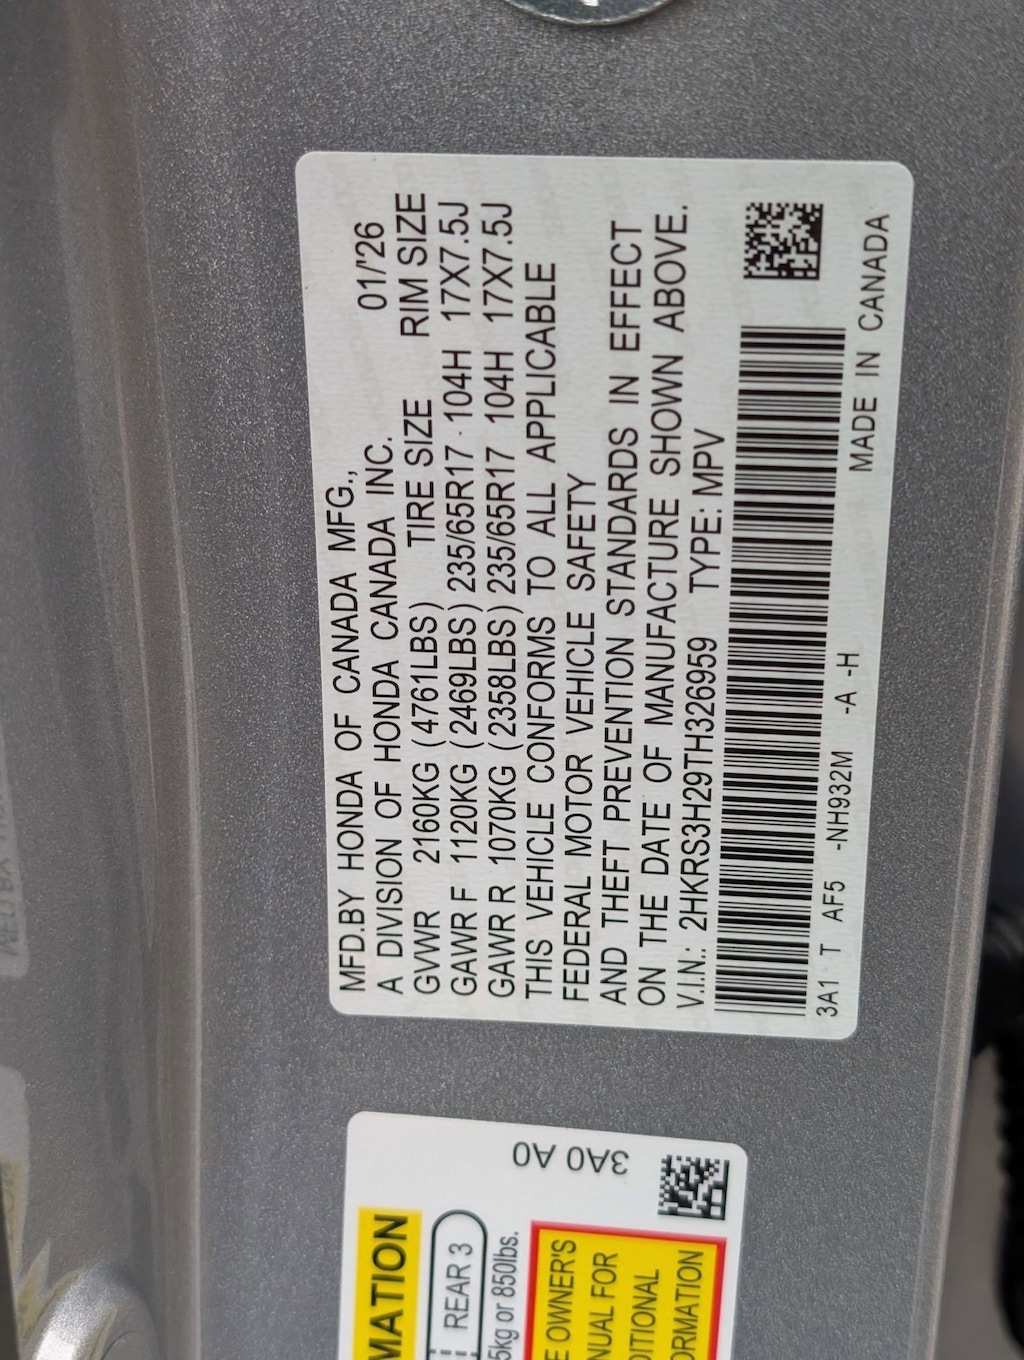 MFD.BY HONDA OF CANADA MFG.,
A DIVISION OF HONDA CANADA INC. 01/'26
GVWR 2160KG (4761LBS) TIRE SIZE RIM SIZE
GAWR F 1120KG (2469LBS) 235/65R17 104H 17X7.5J
GAWR R 1070KG (2358LBS) 235/65R17 104H 17X7.5J
THIS VEHICLE CONFORMS TO ALL APPLICABLE
FEDERAL MOTOR VEHICLE SAFETY
AND THEFT PREVENTION STANDARDS IN EFFECT
ON THE DATE OF MANUFACTURE SHOWN ABOVE.
V.I.N.: 2HKRS3H29TH326959 TYPE: MPV
3A1 T AF5 -NH932M -A -H MADE IN CANADA
3A0 A0
MATION
REAR 3
5kg or 850lbs.
E OWNER'S
NUAL FOR
DITIONAL
ORMATION